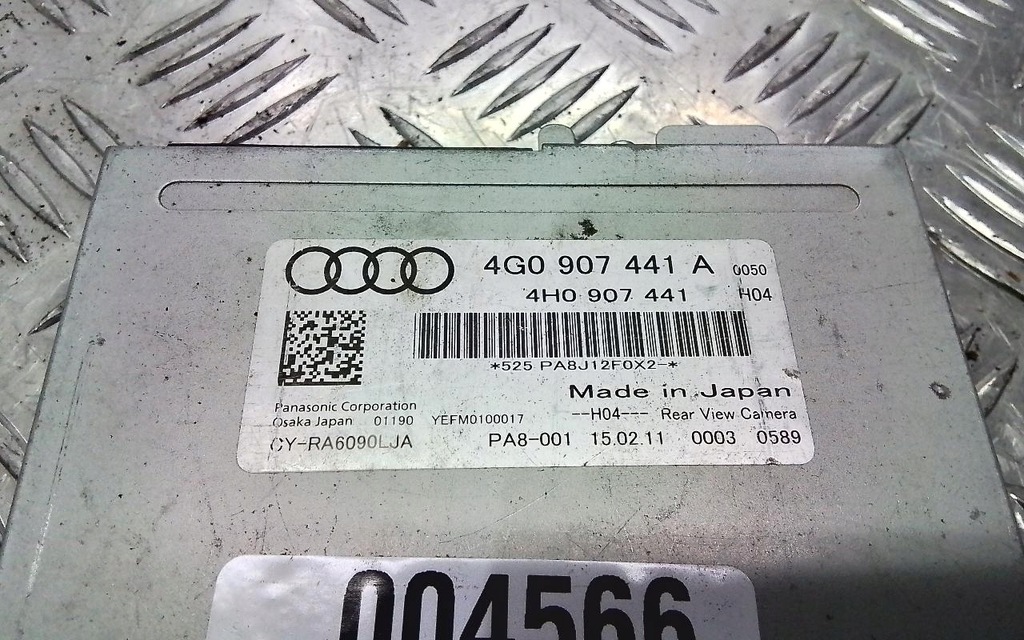 4G0 907 441 A 0050
4H0 907 441 H04
*525 PA8J12F0X2-*
Made in Japan
Panasonic Corporation
Osaka Japan 01190 YEFM0100017 --H04--- Rear View Camera
CY-RA6090LJA PA8-001 15.02.11 0003 0589
004566